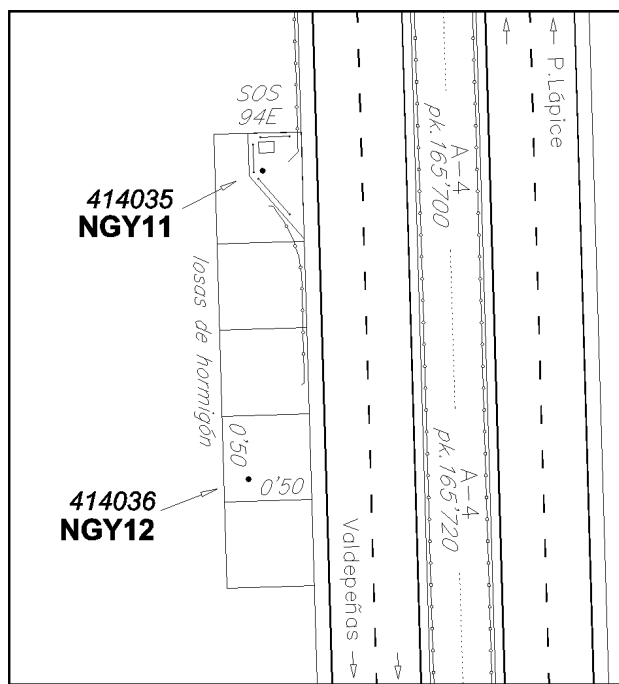 SOS
94E
414035
NGY11
losas de hormigón
0'50
0'50
414036
NGY12
Valdepeñas
A-4
pk.165'700
A-4
pk.165'720
P.Lápice